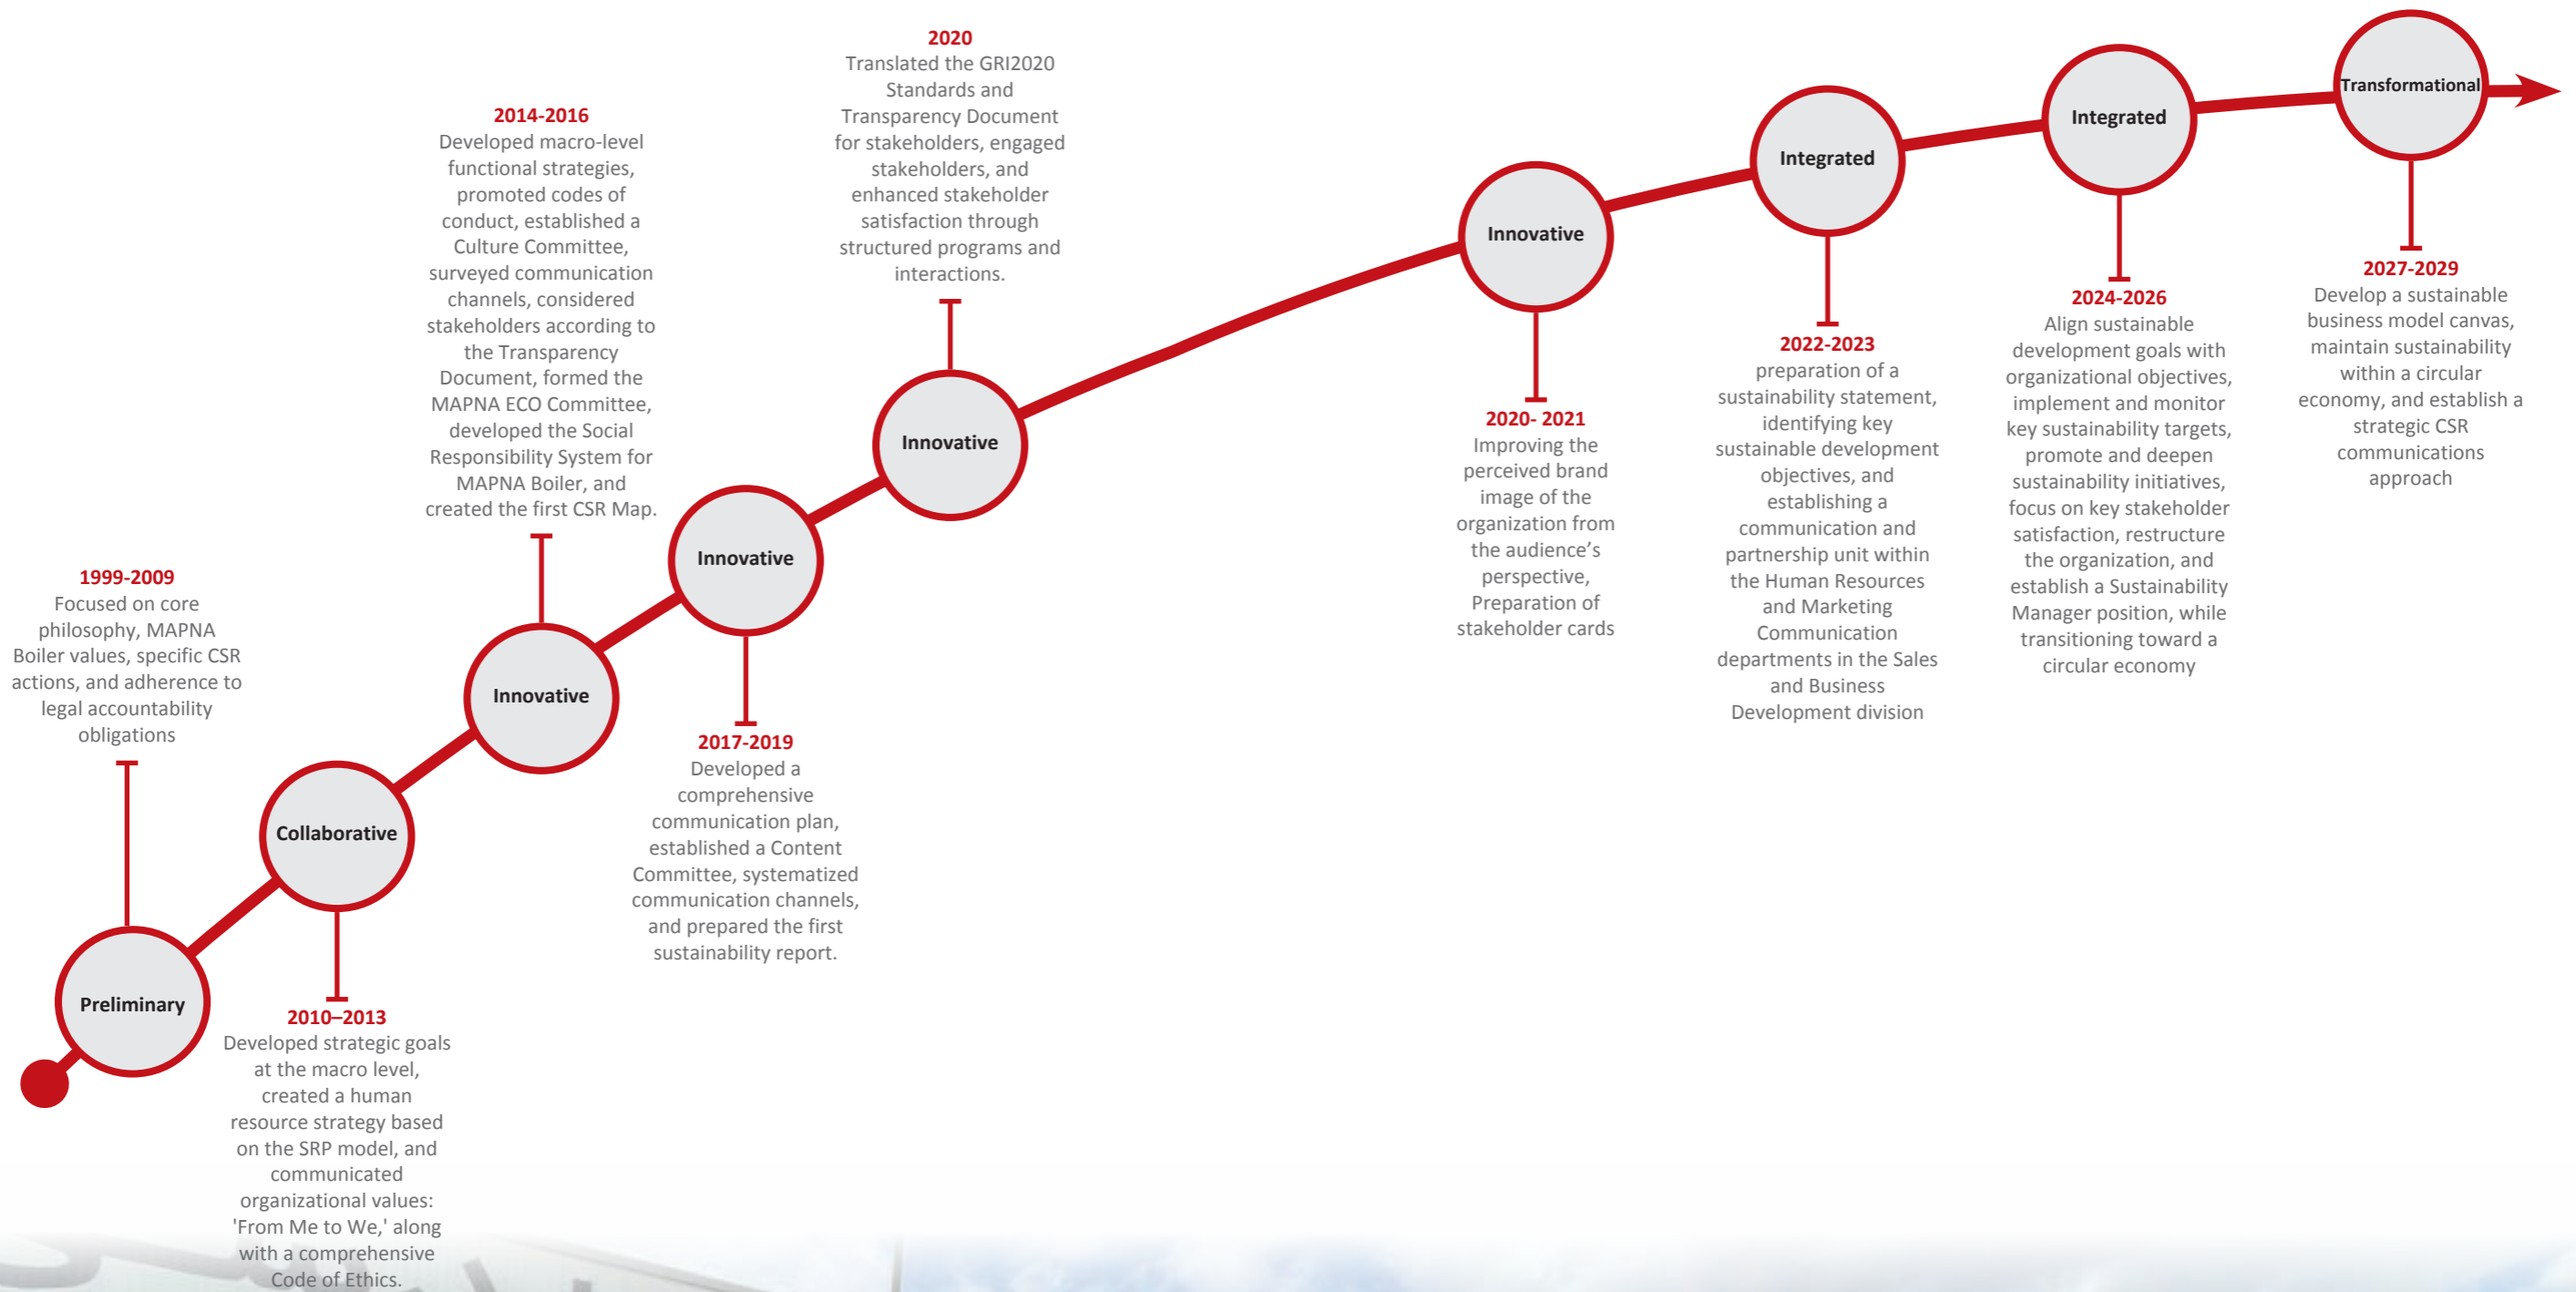 1999-2009
Focused on core
philosophy, MAPNA
Boiler values, specific CSR
actions, and adherence to
legal accountability
obligations
Preliminary
Collaborative
2010–2013
Developed strategic goals
at the macro level,
created a human
resource strategy based
on the SRP model, and
communicated
organizational values:
'From Me to We,' along
with a comprehensive
Code of Ethics.
2014-2016
Developed macro-level
functional strategies,
promoted codes of
conduct, established a
Culture Committee,
surveyed communication
channels, considered
stakeholders according to
the Transparency
Document, formed the
MAPNA ECO Committee,
developed the Social
Responsibility System for
MAPNA Boiler, and
created the first CSR Map.
Innovative
Innovative
2017-2019
Developed a
comprehensive
communication plan,
established a Content
Committee, systematized
communication channels,
and prepared the first
sustainability report.
2020
Translated the GRI2020
Standards and
Transparency Document
for stakeholders, engaged
stakeholders, and
enhanced stakeholder
satisfaction through
structured programs and
interactions.
Innovative
Innovative
2020- 2021
Improving the
perceived brand
image of the
organization from
the audience's
perspective,
Preparation of
stakeholder cards
Integrated
2022-2023
preparation of a
sustainability statement,
identifying key
sustainable development
objectives, and
establishing a
communication and
partnership unit within
the Human Resources
and Marketing
Communication
departments in the Sales
and Business
Development division
Integrated
2024-2026
Align sustainable
development goals with
organizational objectives,
implement and monitor
key sustainability targets,
promote and deepen
sustainability initiatives,
focus on key stakeholder
satisfaction, restructure
the organization, and
establish a Sustainability
Manager position, while
transitioning toward a
circular economy
Transformational
2027-2029
Develop a sustainable
business model canvas,
maintain sustainability
within a circular
economy, and establish a
strategic CSR
communications
approach